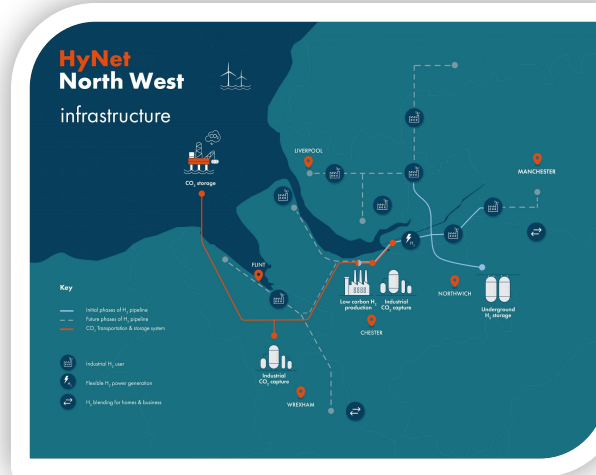 HyNet
North West
infrastructure
CO₂
CO₂ storage
LIVERPOOL
MANCHESTER
H₂
FLINT
Low carbon H₂
production
Industrial
CO₂ capture
NORTHWICH
Underground
H₂ storage
CHESTER
Industrial
CO₂ capture
WREXHAM
Key
Initial phases of H₂ pipeline
Future phases of H₂ pipeline
CO₂ Transportation & storage system
Industrial H₂ user
Flexible H₂ power generation
H₂ blending for homes & business